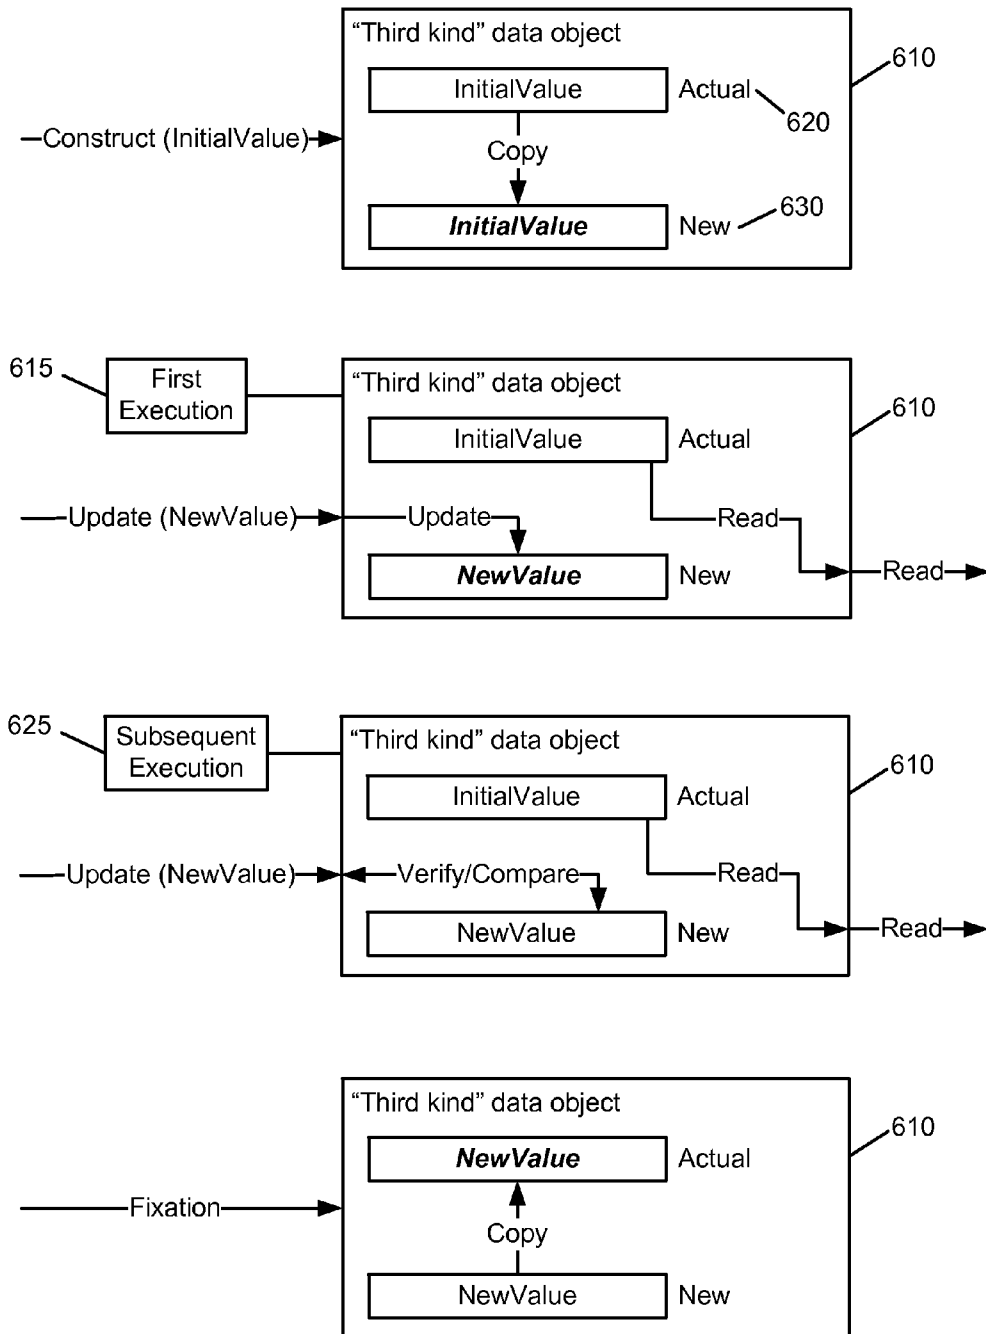 “Third kind” data object
610
InitialValue
Actual
620
Construct (InitialValue)
Copy
InitialValue
New
630
615
First
Execution
“Third kind” data object
610
InitialValue
Actual
Update (NewValue)
Update
Read
NewValue
New
Read
625
Subsequent
Execution
“Third kind” data object
610
InitialValue
Actual
Update (NewValue)
Verify/Compare
Read
NewValue
New
Read
“Third kind” data object
610
NewValue
Actual
Fixation
Copy
NewValue
New